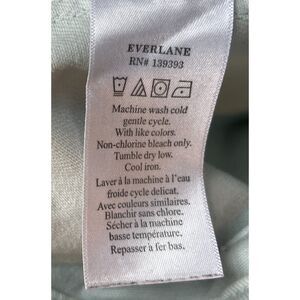 EVERLANE
RN# 139393
Machine wash cold
gentle cycle.
With like colors.
Non-chlorine bleach only.
Tumble dry low.
Cool iron.
Laver à la machine à l'eau
froide cycle delicat.
Avec couleurs similaires.
Blanchir sans chlore.
Sécher à la machine
basse température.
Repasser à fer bas.